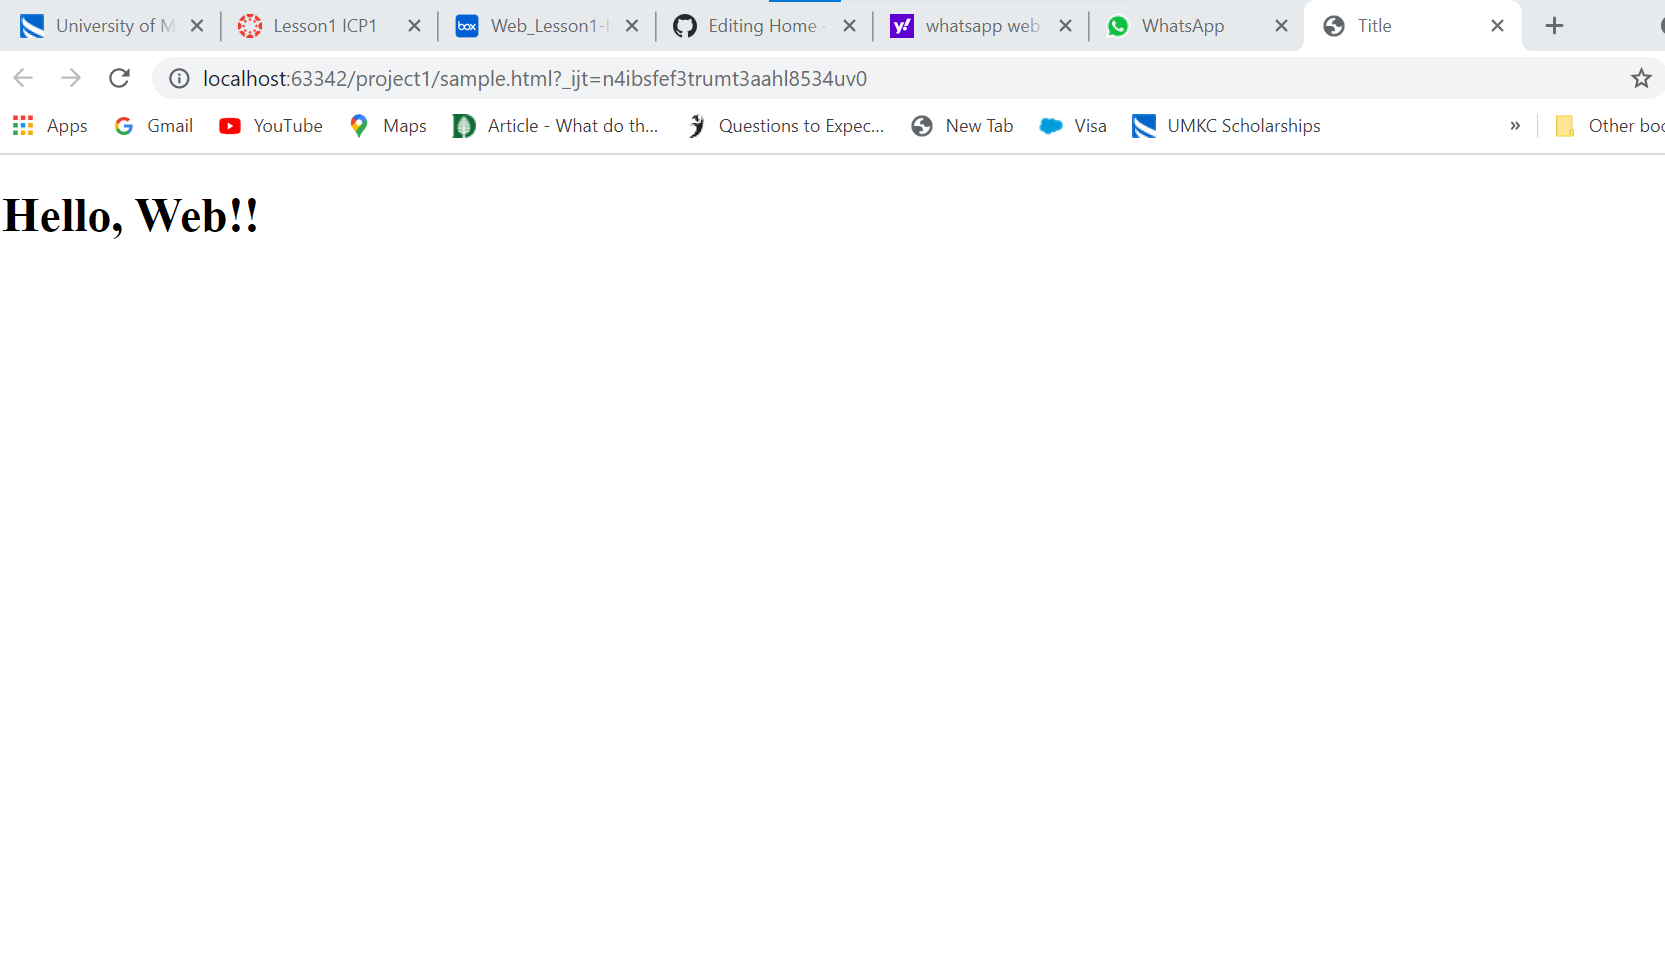 University of M
Lesson1 ICP1
box
Web_Lesson1-I
Editing Home ·
y!
whatsapp web
WhatsApp
Title
localhost:63342/project1/sample.html?_ijt=n4ibsfef3trumt3aahl8534uv0
Apps
Gmail
YouTube
Maps
Article - What do th...
Questions to Expec...
New Tab
Visa
UMKC Scholarships
»
Other boo
Hello, Web!!